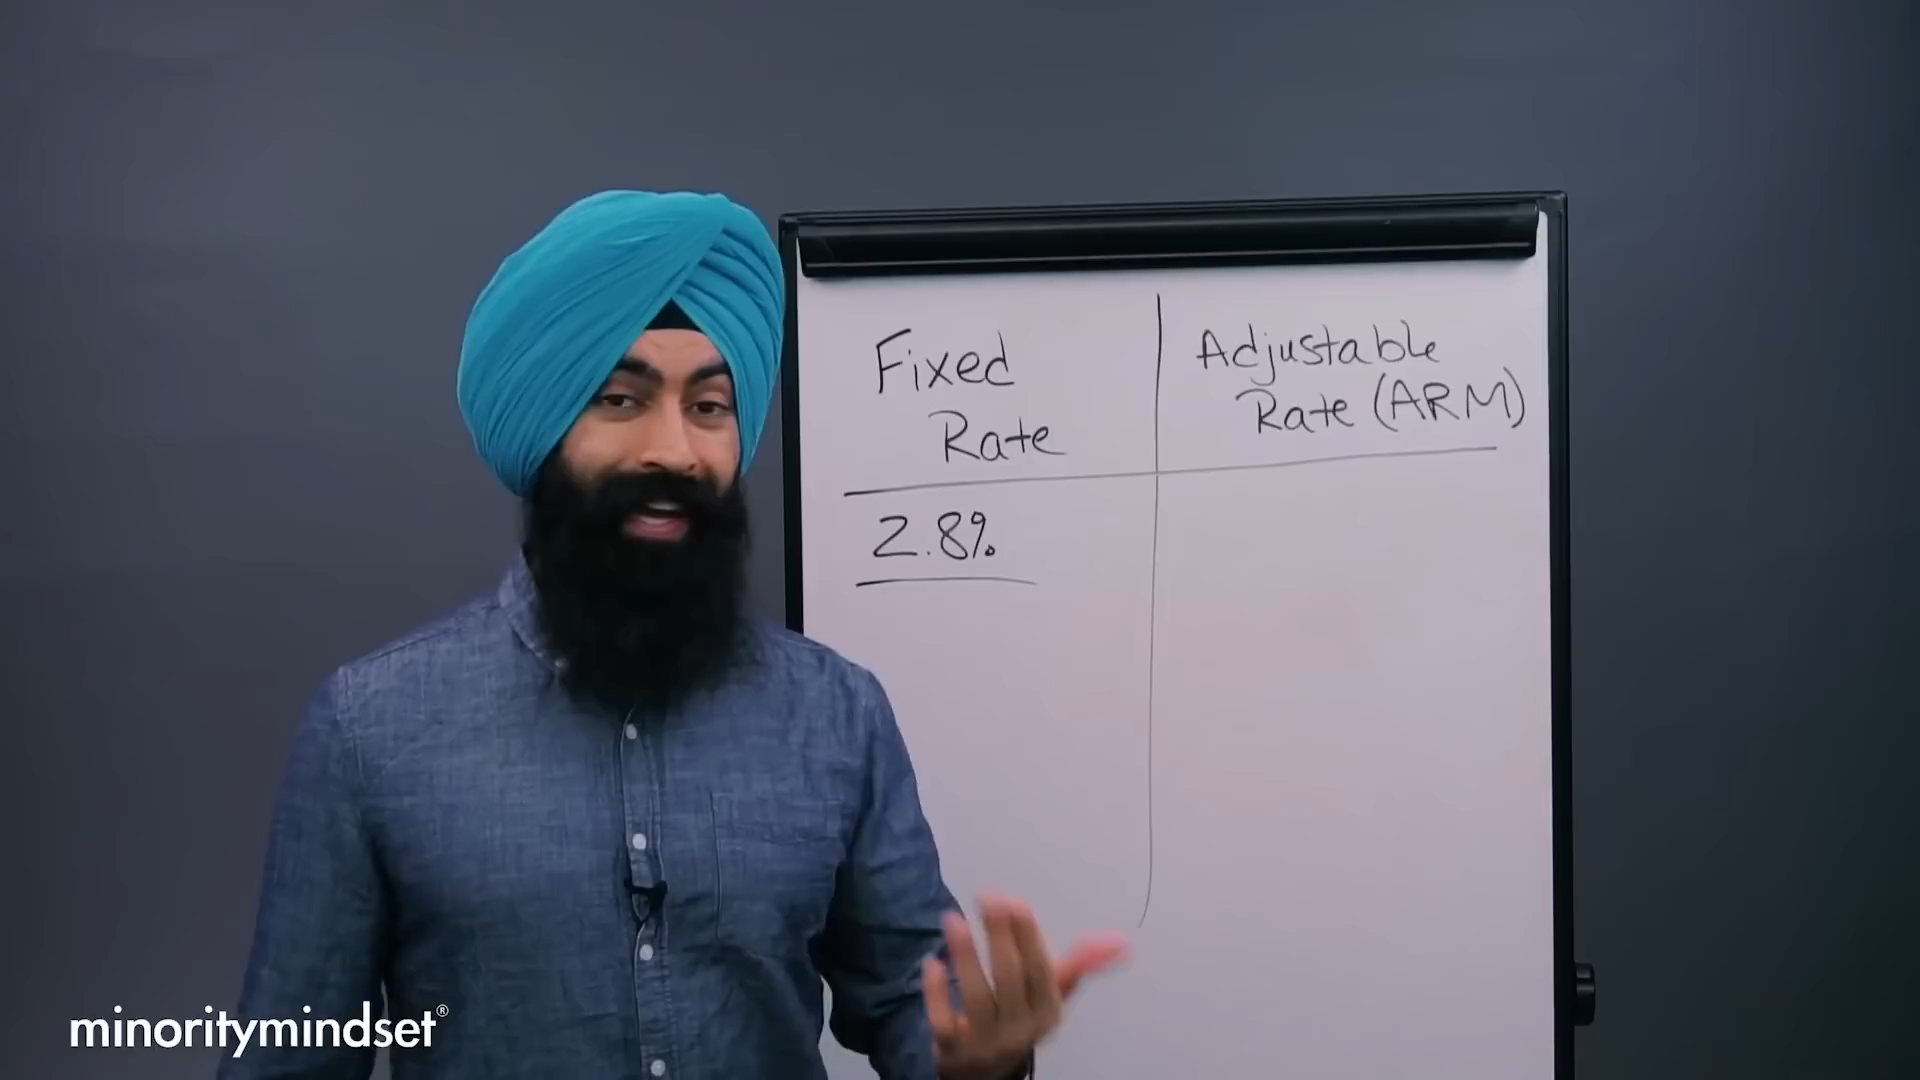 Fixed
Rate
Adjustable
Rate (ARM)
2.8%
minoritymindset®